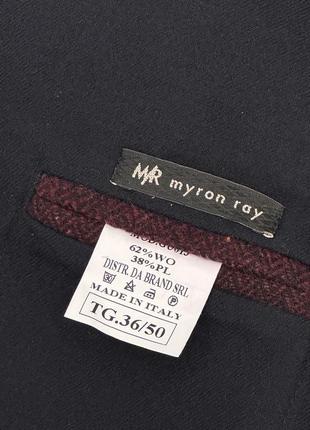 MR myron ray
62%WO
38%PL
DISTR. DA BRAND SRL
MADE IN ITALY
TG.36/50